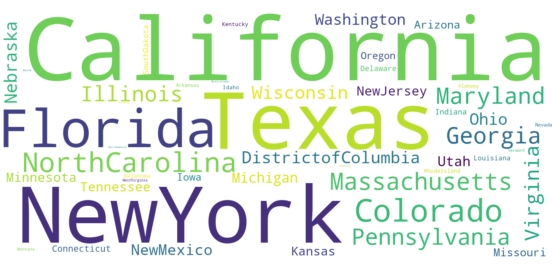 California
Washington
Arizona
Kentucky
Nebraska
SouthDakota
Oregon
Delaware
Illinois
Wisconsin
NewJersey
Maryland
Arkansas
Idaho
Indiana
Texas
Florida
Ohio
Georgia
Nevada
NorthCarolina
DistrictofColumbia
Utah
Louisiana
Virginia
Minnesota
Tennessee
Iowa
Michigan
RhodeIsland
Massachusetts
NewYork
Colorado
Pennsylvania
Connecticut
NewMexico
Kansas
Missouri